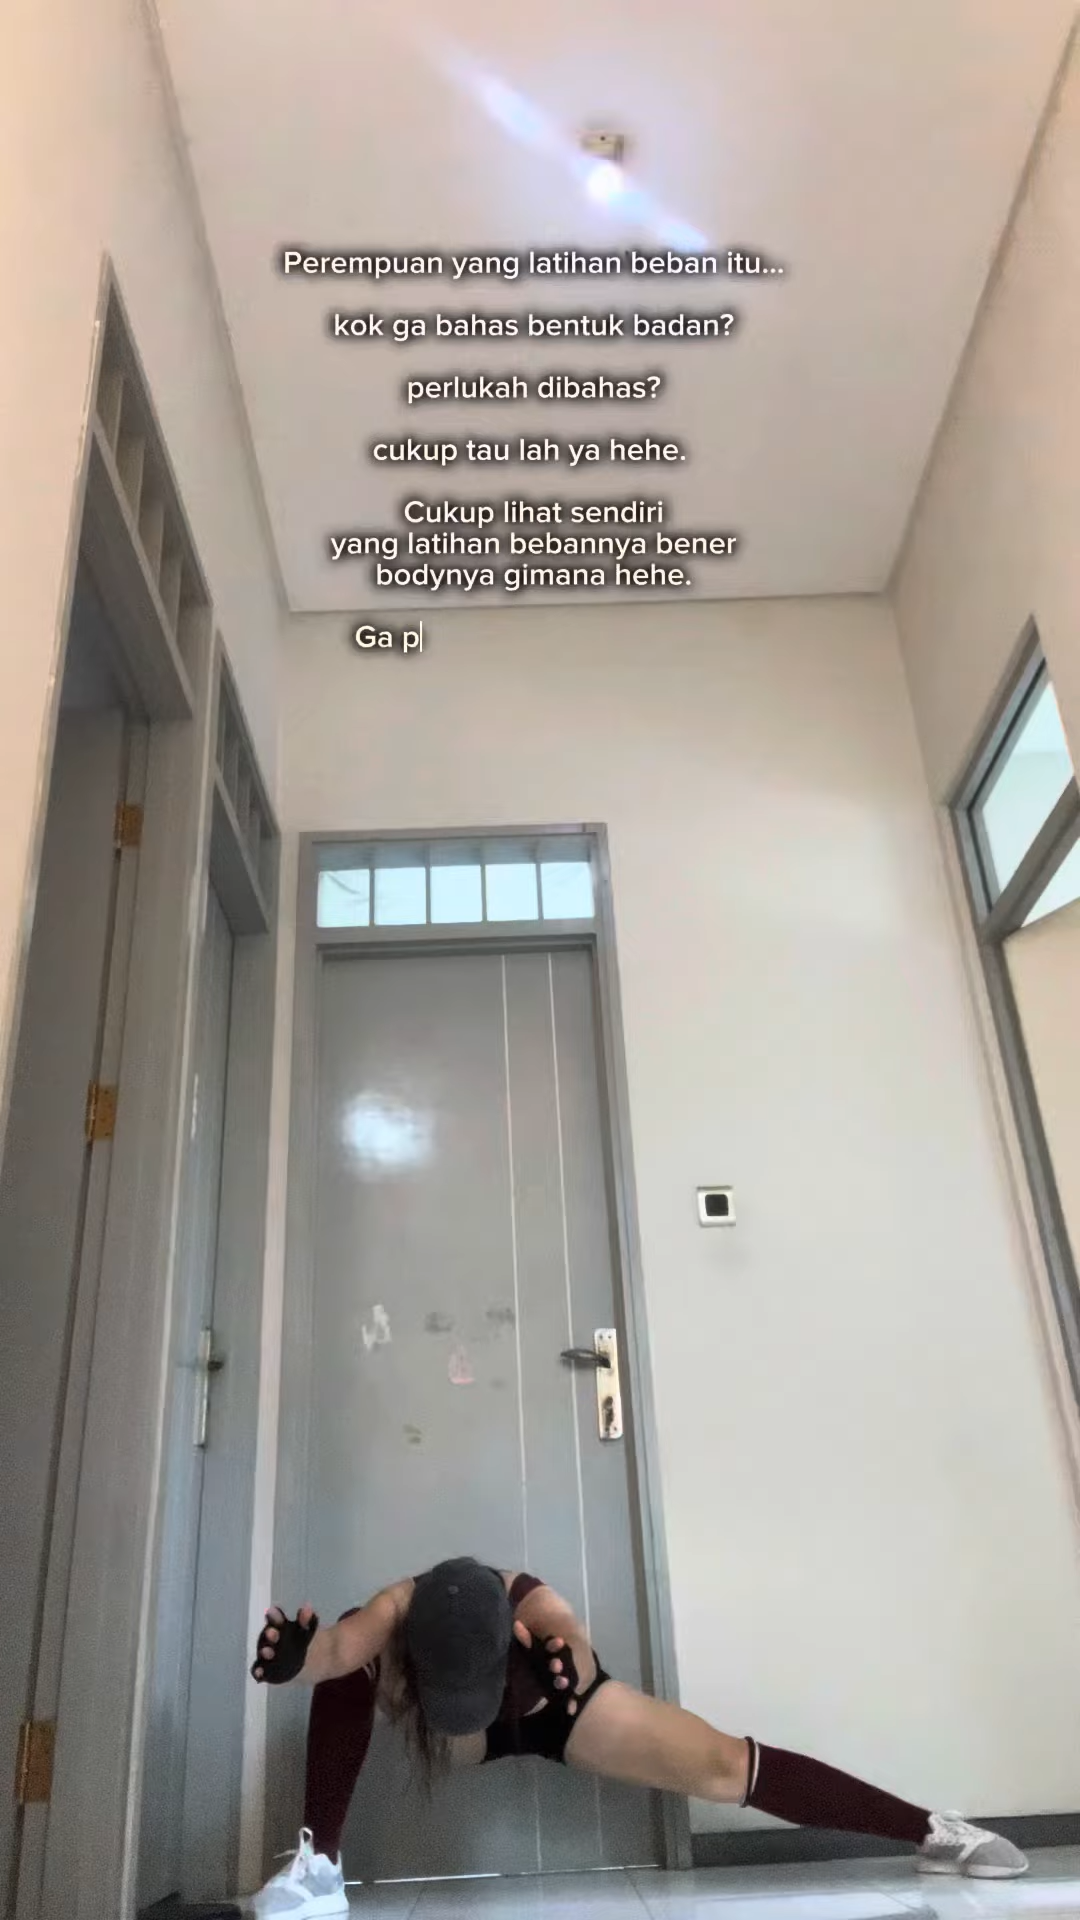 Perempuan yang latihan beban itu...
kok ga bahas bentuk badan?
perlukah dibahas?
cukup tau lah ya hehe.
Cukup lihat sendiri
yang latihan bebannya bener
bodynya gimana hehe.
Ga p